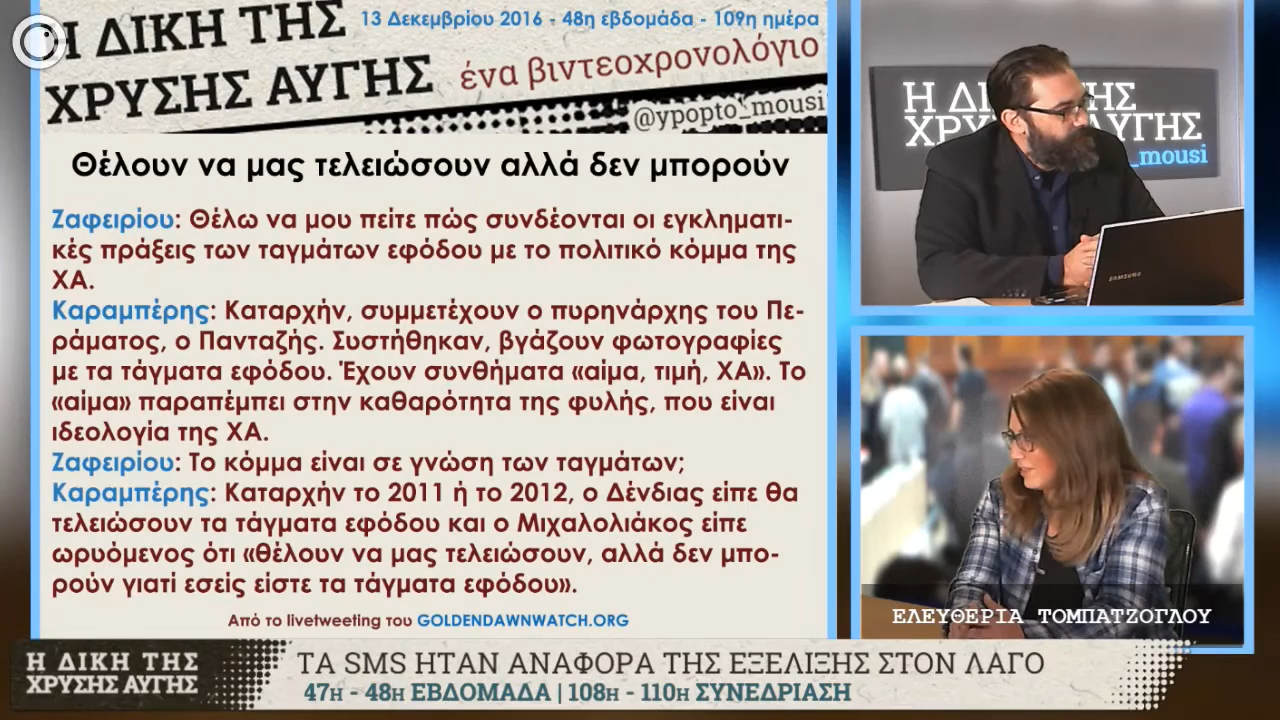 Η ΔΙΚΗ ΤΗΣ
ΧΡΥΣΗΣ ΑΥΓΗΣ
13 Δεκεμβρίου 2016 - 48η εβδομάδα - 109η ημέρα
ένα βιντεοχρονολόγιο
@ypopto_mousi
Θέλουν να μας τελειώσουν αλλά δεν μπορούν
Ζαφειρίου: Θέλω να μου πείτε πώς συνδέονται οι εγκληματι-
κές πράξεις των ταγμάτων εφόδου με το πολιτικό κόμμα της
ΧΑ.
Καραμπέρης: Καταρχήν, συμμετέχουν ο πυρηνάρχης του Πε-
ράματος, ο Πανταζής. Συστήθηκαν, βγάζουν φωτογραφίες
με τα τάγματα εφόδου. Έχουν συνθήματα «αίμα, τιμή, ΧΑ». Το
«αίμα» παραπέμπει στην καθαρότητα της φυλής, που είναι
ιδεολογία της ΧΑ.
Ζαφειρίου: Το κόμμα είναι σε γνώση των ταγμάτων;
Καραμπέρης: Καταρχήν το 2011 ή το 2012, ο Δένδιας είπε θα
τελειώσουν τα τάγματα εφόδου και ο Μιχαλολιάκος είπε
ωρυόμενος ότι «θέλουν να μας τελειώσουν, αλλά δεν μπο-
ρούν γιατί εσείς είστε τα τάγματα εφόδου».
Από το livetweeting του GOLDENDAWNWATCH.ORG
Η ΔΙ ΗΣ
ΧΡΥ ΑΥΓΗΣ
_mousi
SAMSUNG
ΕΛΕΥΘΕΡΙΑ ΤΟΜΠΑΤΖΟΓΛΟΥ
Η ΔΙΚΗ ΤΗΣ
ΧΡΥΣΗΣ ΑΥΓΗΣ
ΤΑ SMS ΗΤΑΝ ΑΝΑΦΟΡΑ ΤΗΣ ΕΞΕΛΙΞΗΣ ΣΤΟΝ ΛΑΓΟ
47η - 48η ΕΒΔΟΜΑΔΑ | 108η - 110η ΣΥΝΕΔΡΙΑΣΗ